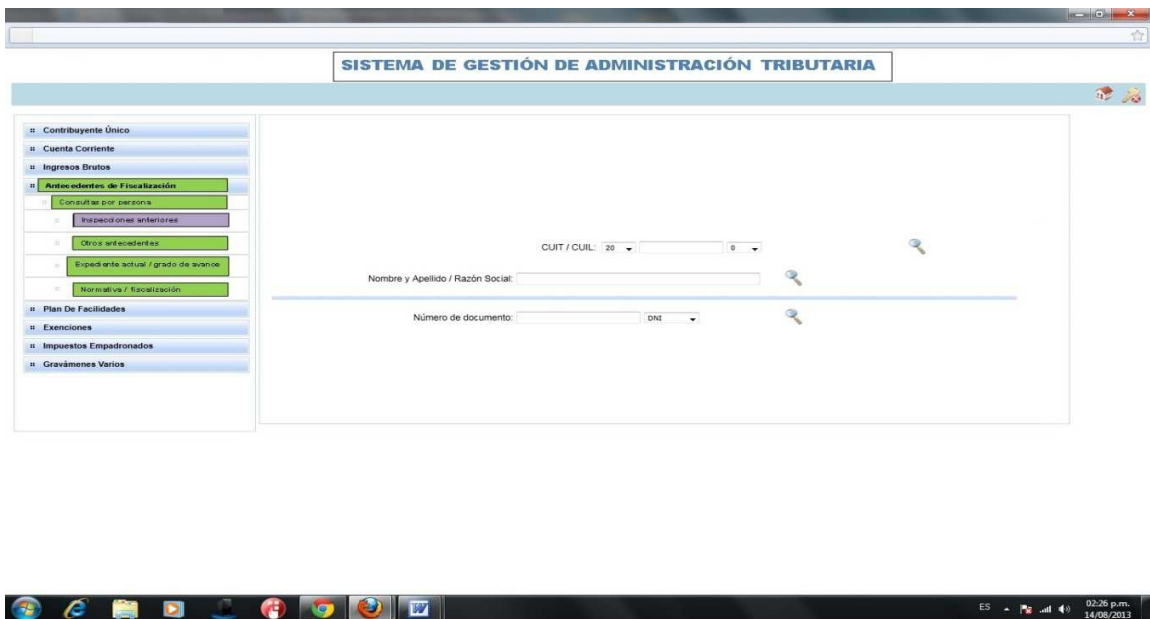 SISTEMA DE GESTIÓN DE ADMINISTRACIÓN TRIBUTARIA
Contribuyente Único
Cuenta Corriente
Ingresos Brutos
Antecedentes de Fiscalización
Consultas por persona
Inspecciones anteriores
Otros antecedentes
Expediente actual / grado de avance
Normativa / fiscalización
Plan De Facilidades
Exenciones
Impuestos Empadronados
Gravámenes Varios
CUIT / CUIL: 20 0
Nombre y Apellido / Razón Social:
Número de documento: DNI
ES 02:26 p.m.
14/08/2013